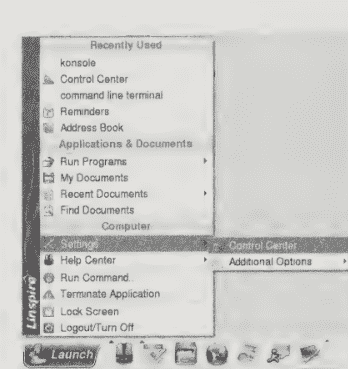 Recently Used
konsole
Control Center
command line terminal
Reminders
Address Book
Applications & Documents
Run Programs
My Documents
Recent Documents
Find Documents
Computer
Settings
Control Center
Help Center
Additional Options
Run Command..
Terminate Application
Lock Screen
Logout/Turn Off
Linspire
Launch